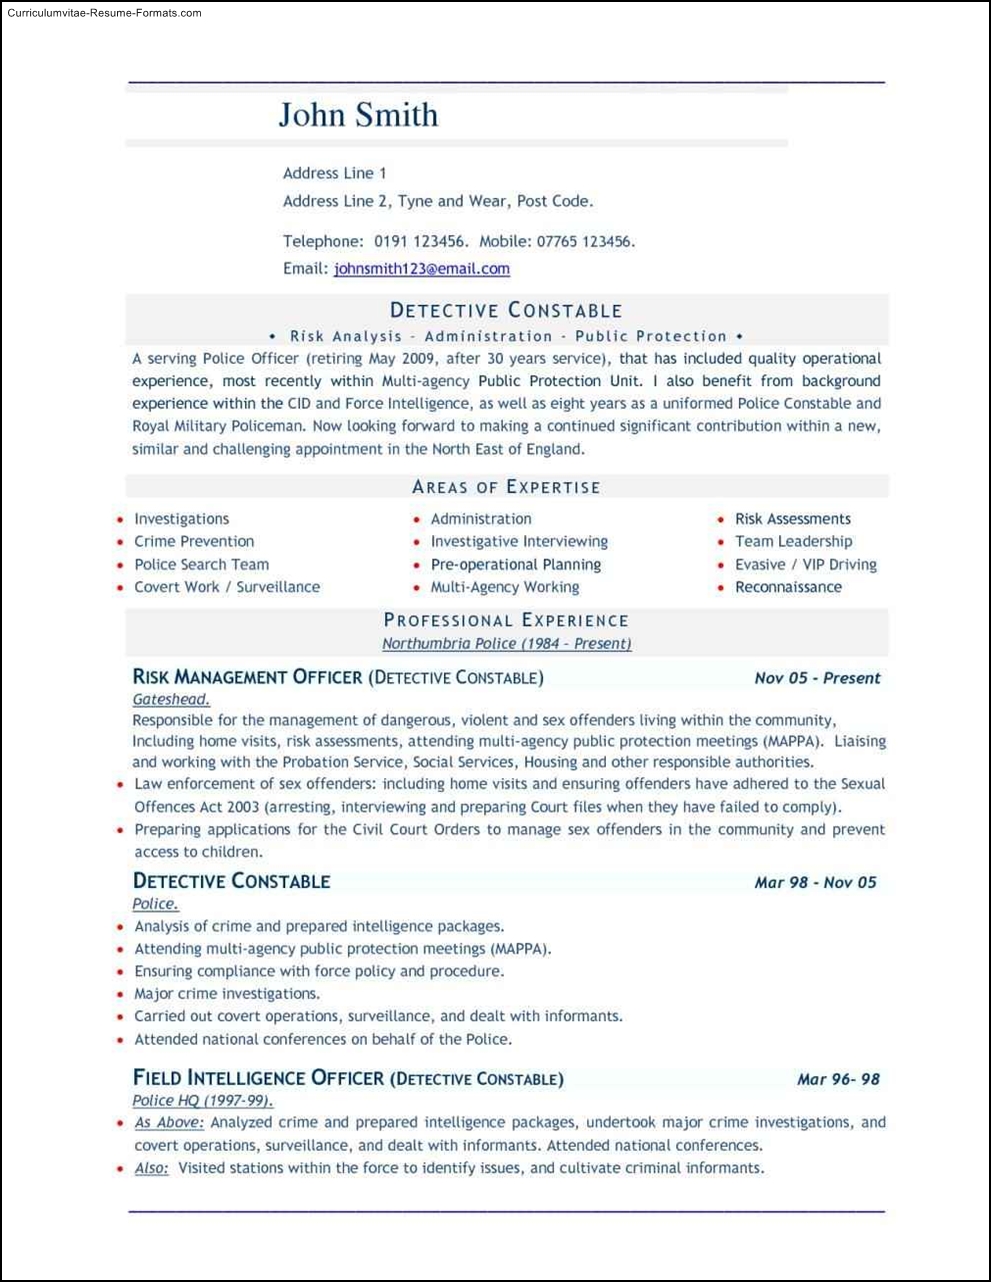 Curriculumvitae-Resume-Formats.com
John Smith
Address Line 1
Address Line 2, Tyne and Wear, Post Code.
Telephone: 0191 123456. Mobile: 07765 123456.
Email: johnsmith123@email.com
DETECTIVE CONSTABLE
• Risk Analysis - Administration - Public Protection •
A serving Police Officer (retiring May 2009, after 30 years service), that has included quality operational
experience, most recently within Multi-agency Public Protection Unit. I also benefit from background
experience within the CID and Force Intelligence, as well as eight years as a uniformed Police Constable and
Royal Military Policeman. Now looking forward to making a continued significant contribution within a new,
similar and challenging appointment in the North East of England.
AREAS OF EXPERTISE
• Investigations • Administration • Risk Assessments
• Crime Prevention • Investigative Interviewing • Team Leadership
• Police Search Team • Pre-operational Planning • Evasive / VIP Driving
• Covert Work / Surveillance • Multi-Agency Working • Reconnaissance
PROFESSIONAL EXPERIENCE
Northumbria Police (1984 - Present)
RISK MANAGEMENT OFFICER (DETECTIVE CONSTABLE) Nov 05 - Present
Gateshead.
Responsible for the management of dangerous, violent and sex offenders living within the community,
Including home visits, risk assessments, attending multi-agency public protection meetings (MAPPA). Liaising
and working with the Probation Service, Social Services, Housing and other responsible authorities.
• Law enforcement of sex offenders: including home visits and ensuring offenders have adhered to the Sexual
Offences Act 2003 (arresting, interviewing and preparing Court files when they have failed to comply).
• Preparing applications for the Civil Court Orders to manage sex offenders in the community and prevent
access to children.
DETECTIVE CONSTABLE Mar 98 - Nov 05
Police.
• Analysis of crime and prepared intelligence packages.
• Attending multi-agency public protection meetings (MAPPA).
• Ensuring compliance with force policy and procedure.
• Major crime investigations.
• Carried out covert operations, surveillance, and dealt with informants.
• Attended national conferences on behalf of the Police.
FIELD INTELLIGENCE OFFICER (DETECTIVE CONSTABLE) Mar 96- 98
Police HQ (1997-99).
• As Above: Analyzed crime and prepared intelligence packages, undertook major crime investigations, and
covert operations, surveillance, and dealt with informants. Attended national conferences.
• Also: Visited stations within the force to identify issues, and cultivate criminal informants.